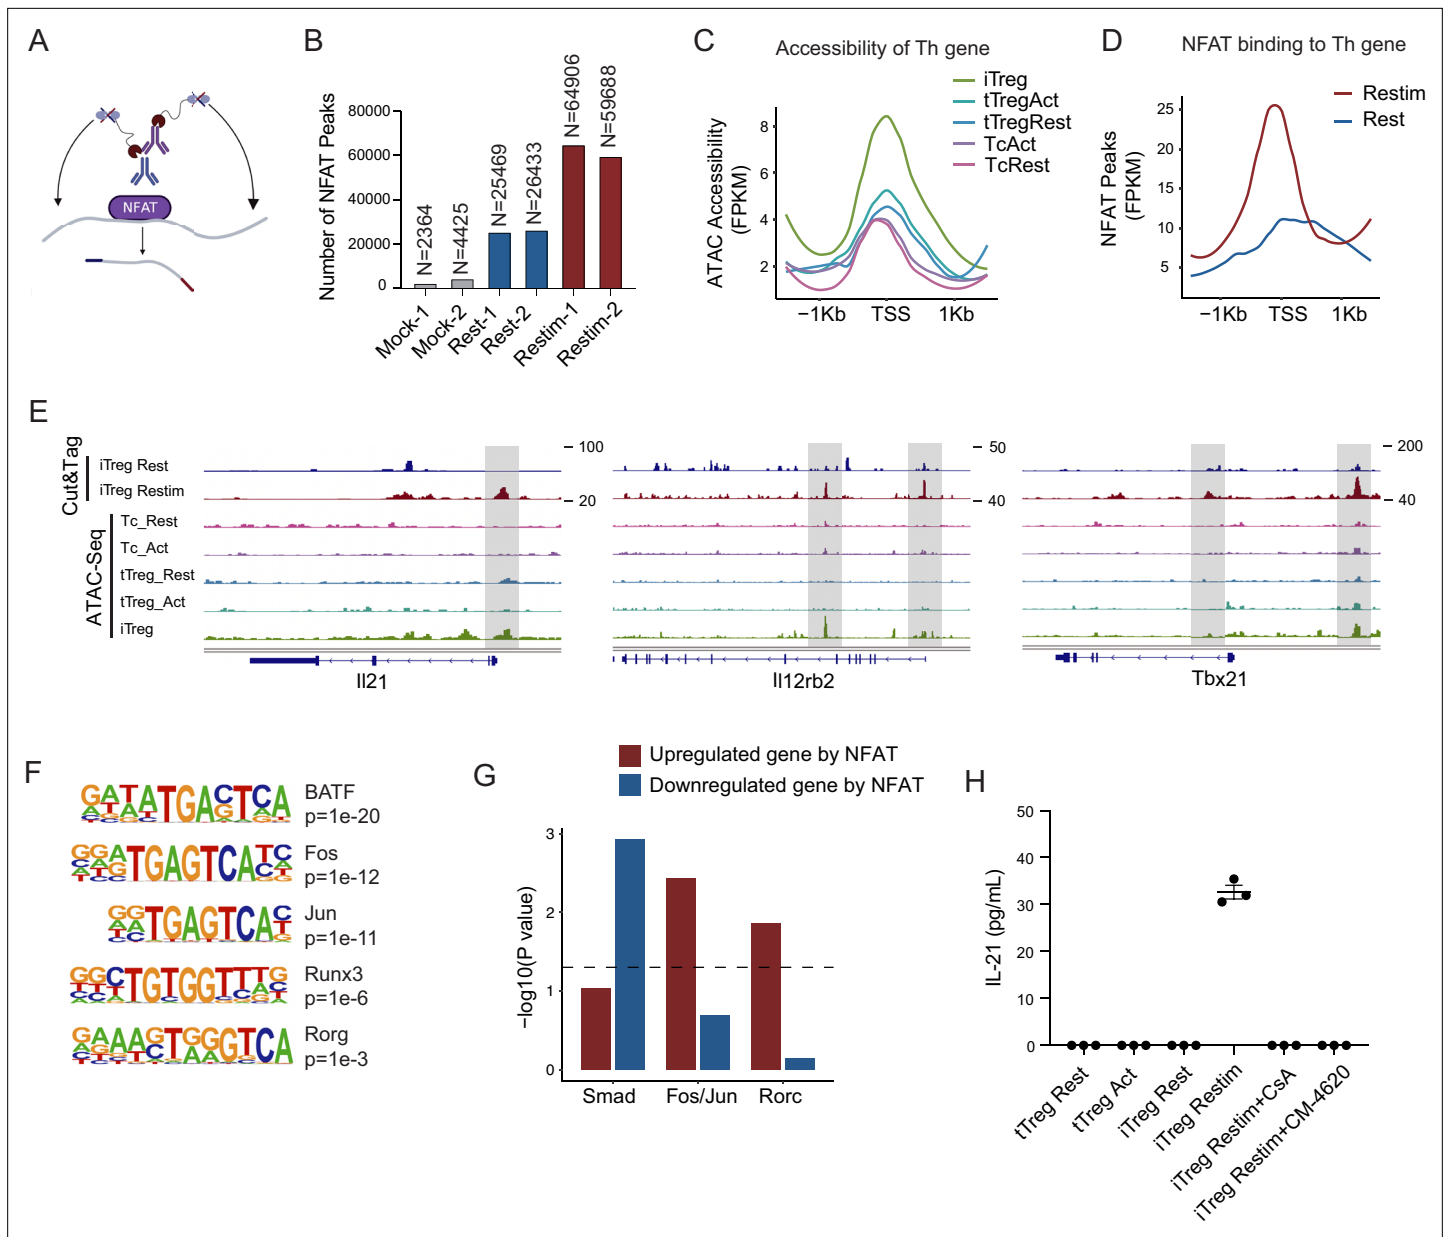 A
NFAT
B
Number of NFAT Peaks
80000
60000
40000
20000
0
N=2364
N=4425
N=25469
N=26433
N=64906
N=59688
Mock-1
Mock-2
Rest-1
Rest-2
Restim-1
Restim-2
C
Accessibility of Th gene
iTreg
tTregAct
tTregRest
TcAct
TcRest
ATAC Accessibility
(FPKM)
8
6
4
2
−1Kb
TSS
1Kb
D
NFAT binding to Th gene
Restim
Rest
NFAT Peaks
(FPKM)
25
20
15
10
5
−1Kb
TSS
1Kb
E
Cut&Tag
iTreg Rest
iTreg Restim
ATAC-Seq
Tc_Rest
Tc_Act
tTreg_Rest
tTreg_Act
iTreg
100
20
50
40
200
40
Il21
Il12rb2
Tbx21
F
BATF
p=1e-20
Fos
p=1e-12
Jun
p=1e-11
Runx3
p=1e-6
Rorg
p=1e-3
G
Upregulated gene by NFAT
Downregulated gene by NFAT
−log10(P value)
3
2
1
0
Smad
Fos/Jun
Rorc
H
IL-21 (pg/mL)
50
40
30
20
10
0
tTreg Rest
tTreg Act
iTreg Rest
iTreg Restim
iTreg Restim+CsA
iTreg Restim+CM-4620